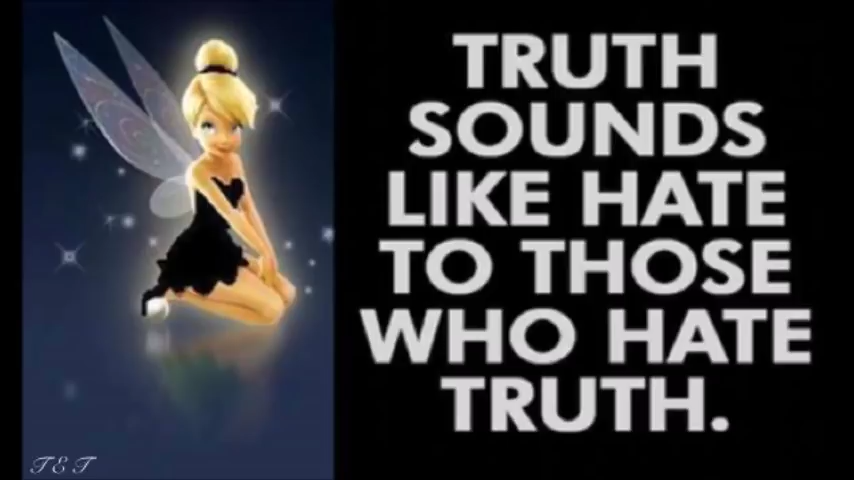 TRUTH
SOUNDS
LIKE HATE
TO THOSE
WHO HATE
TRUTH.
T&T